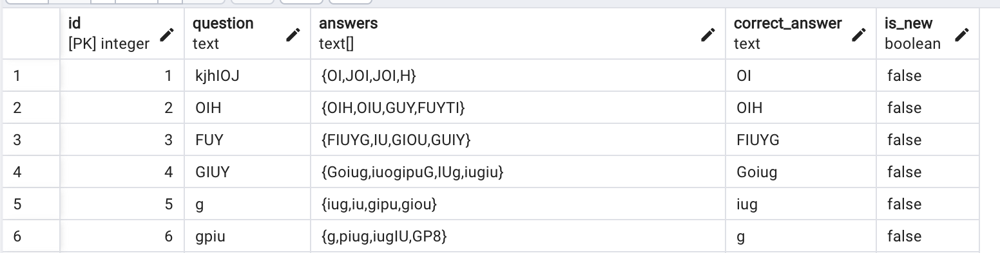 id question answers correct_answer is_new
[PK] integer text text[] text boolean
1 1 kjhIOJ {OI,JOI,JOI,H} OI false
2 2 OIH {OIH,OIU,GUY,FUYTI} OIH false
3 3 FUY {FIUYG,IU,GIOU,GUIY} FIUYG false
4 4 GIUY {Goiug,iuogipuG,IUg,iugiu} Goiug false
5 5 g {iug,iu,gipu,giou} iug false
6 6 gpiu {g,piug,iugIU,GP8} g false